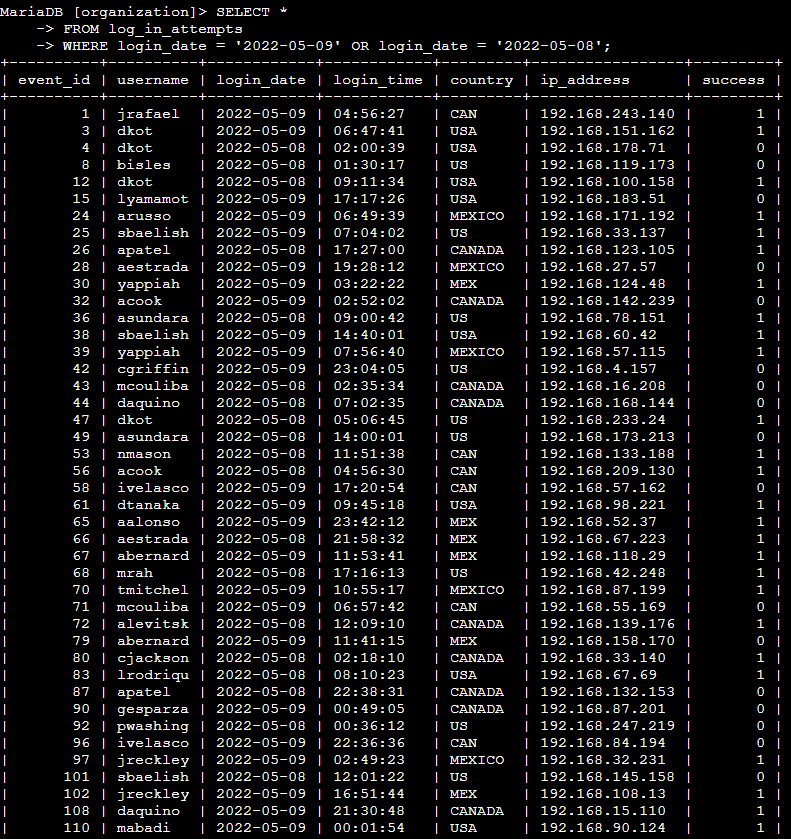 MariaDB [organization]> SELECT *
    -> FROM log_in_attempts
    -> WHERE login_date = '2022-05-09' OR login_date = '2022-05-08';
+----------+----------+------------+------------+---------+-----------------+---------+
| event_id | username | login_date | login_time | country | ip_address      | success |
+----------+----------+------------+------------+---------+-----------------+---------+
|        1 | jrafael  | 2022-05-09 | 04:56:27   | CAN     | 192.168.243.140 |       1 |
|        3 | dkot     | 2022-05-09 | 06:47:41   | USA     | 192.168.151.162 |       1 |
|        4 | dkot     | 2022-05-08 | 02:00:39   | USA     | 192.168.178.71  |       0 |
|        8 | bisles   | 2022-05-08 | 01:30:17   | US      | 192.168.119.173 |       0 |
|       12 | dkot     | 2022-05-08 | 09:11:34   | USA     | 192.168.100.158 |       1 |
|       15 | lyamamot | 2022-05-09 | 17:17:26   | USA     | 192.168.183.51  |       0 |
|       24 | arusso   | 2022-05-09 | 06:49:39   | MEXICO  | 192.168.171.192 |       1 |
|       25 | sbaelish | 2022-05-09 | 07:04:02   | US      | 192.168.33.137  |       1 |
|       26 | apatel   | 2022-05-08 | 17:27:00   | CANADA  | 192.168.123.105 |       1 |
|       28 | aestrada | 2022-05-09 | 19:28:12   | MEXICO  | 192.168.27.57   |       0 |
|       30 | yappiah  | 2022-05-09 | 03:22:22   | MEX     | 192.168.124.48  |       1 |
|       32 | acook    | 2022-05-09 | 02:52:02   | CANADA  | 192.168.142.239 |       0 |
|       36 | asundara | 2022-05-08 | 09:00:42   | US      | 192.168.78.151  |       1 |
|       38 | sbaelish | 2022-05-09 | 14:40:01   | USA     | 192.168.60.42   |       1 |
|       39 | yappiah  | 2022-05-09 | 07:56:40   | MEXICO  | 192.168.57.115  |       1 |
|       42 | cgriffin | 2022-05-09 | 23:04:05   | US      | 192.168.4.157   |       0 |
|       43 | mcouliba | 2022-05-08 | 02:35:34   | CANADA  | 192.168.16.208  |       0 |
|       44 | daquino  | 2022-05-08 | 07:02:35   | CANADA  | 192.168.168.144 |       0 |
|       47 | dkot     | 2022-05-08 | 05:06:45   | US      | 192.168.233.24  |       1 |
|       49 | asundara | 2022-05-08 | 14:00:01   | US      | 192.168.173.213 |       0 |
|       53 | nmason   | 2022-05-08 | 11:51:38   | CAN     | 192.168.133.188 |       1 |
|       56 | acook    | 2022-05-08 | 04:56:30   | CAN     | 192.168.209.130 |       1 |
|       58 | ivelasco | 2022-05-09 | 17:20:54   | CAN     | 192.168.57.162  |       0 |
|       61 | dtanaka  | 2022-05-09 | 09:45:18   | USA     | 192.168.98.221  |       1 |
|       65 | aalonso  | 2022-05-09 | 23:42:12   | MEX     | 192.168.52.37   |       1 |
|       66 | aestrada | 2022-05-08 | 21:58:32   | MEX     | 192.168.67.223  |       1 |
|       67 | abernard | 2022-05-09 | 11:53:41   | MEX     | 192.168.118.29  |       1 |
|       68 | mrah     | 2022-05-08 | 17:16:13   | US      | 192.168.42.248  |       1 |
|       70 | tmitchel | 2022-05-09 | 10:55:17   | MEXICO  | 192.168.87.199  |       1 |
|       71 | mcouliba | 2022-05-09 | 06:57:42   | CAN     | 192.168.55.169  |       0 |
|       72 | alevitsk | 2022-05-08 | 12:09:10   | CANADA  | 192.168.139.176 |       1 |
|       79 | abernard | 2022-05-09 | 11:41:15   | MEX     | 192.168.158.170 |       0 |
|       80 | cjackson | 2022-05-08 | 02:18:10   | CANADA  | 192.168.33.140  |       1 |
|       83 | lrodriqu | 2022-05-08 | 08:10:23   | USA     | 192.168.67.69   |       1 |
|       87 | apatel   | 2022-05-08 | 22:38:31   | CANADA  | 192.168.132.153 |       0 |
|       90 | gesparza | 2022-05-09 | 00:49:05   | CANADA  | 192.168.87.201  |       0 |
|       92 | pwashing | 2022-05-08 | 00:36:12   | US      | 192.168.247.219 |       0 |
|       96 | ivelasco | 2022-05-09 | 22:36:36   | CAN     | 192.168.84.194  |       0 |
|       97 | jreckley | 2022-05-09 | 02:49:23   | MEXICO  | 192.168.32.231  |       1 |
|      101 | sbaelish | 2022-05-09 | 12:01:22   | US      | 192.168.145.158 |       0 |
|      102 | jreckley | 2022-05-09 | 16:51:44   | MEX     | 192.168.108.13  |       1 |
|      108 | daquino  | 2022-05-09 | 21:30:48   | CANADA  | 192.168.15.110  |       1 |
|      110 | mabadi   | 2022-05-09 | 00:01:54   | USA     | 192.168.90.124  |       1 |